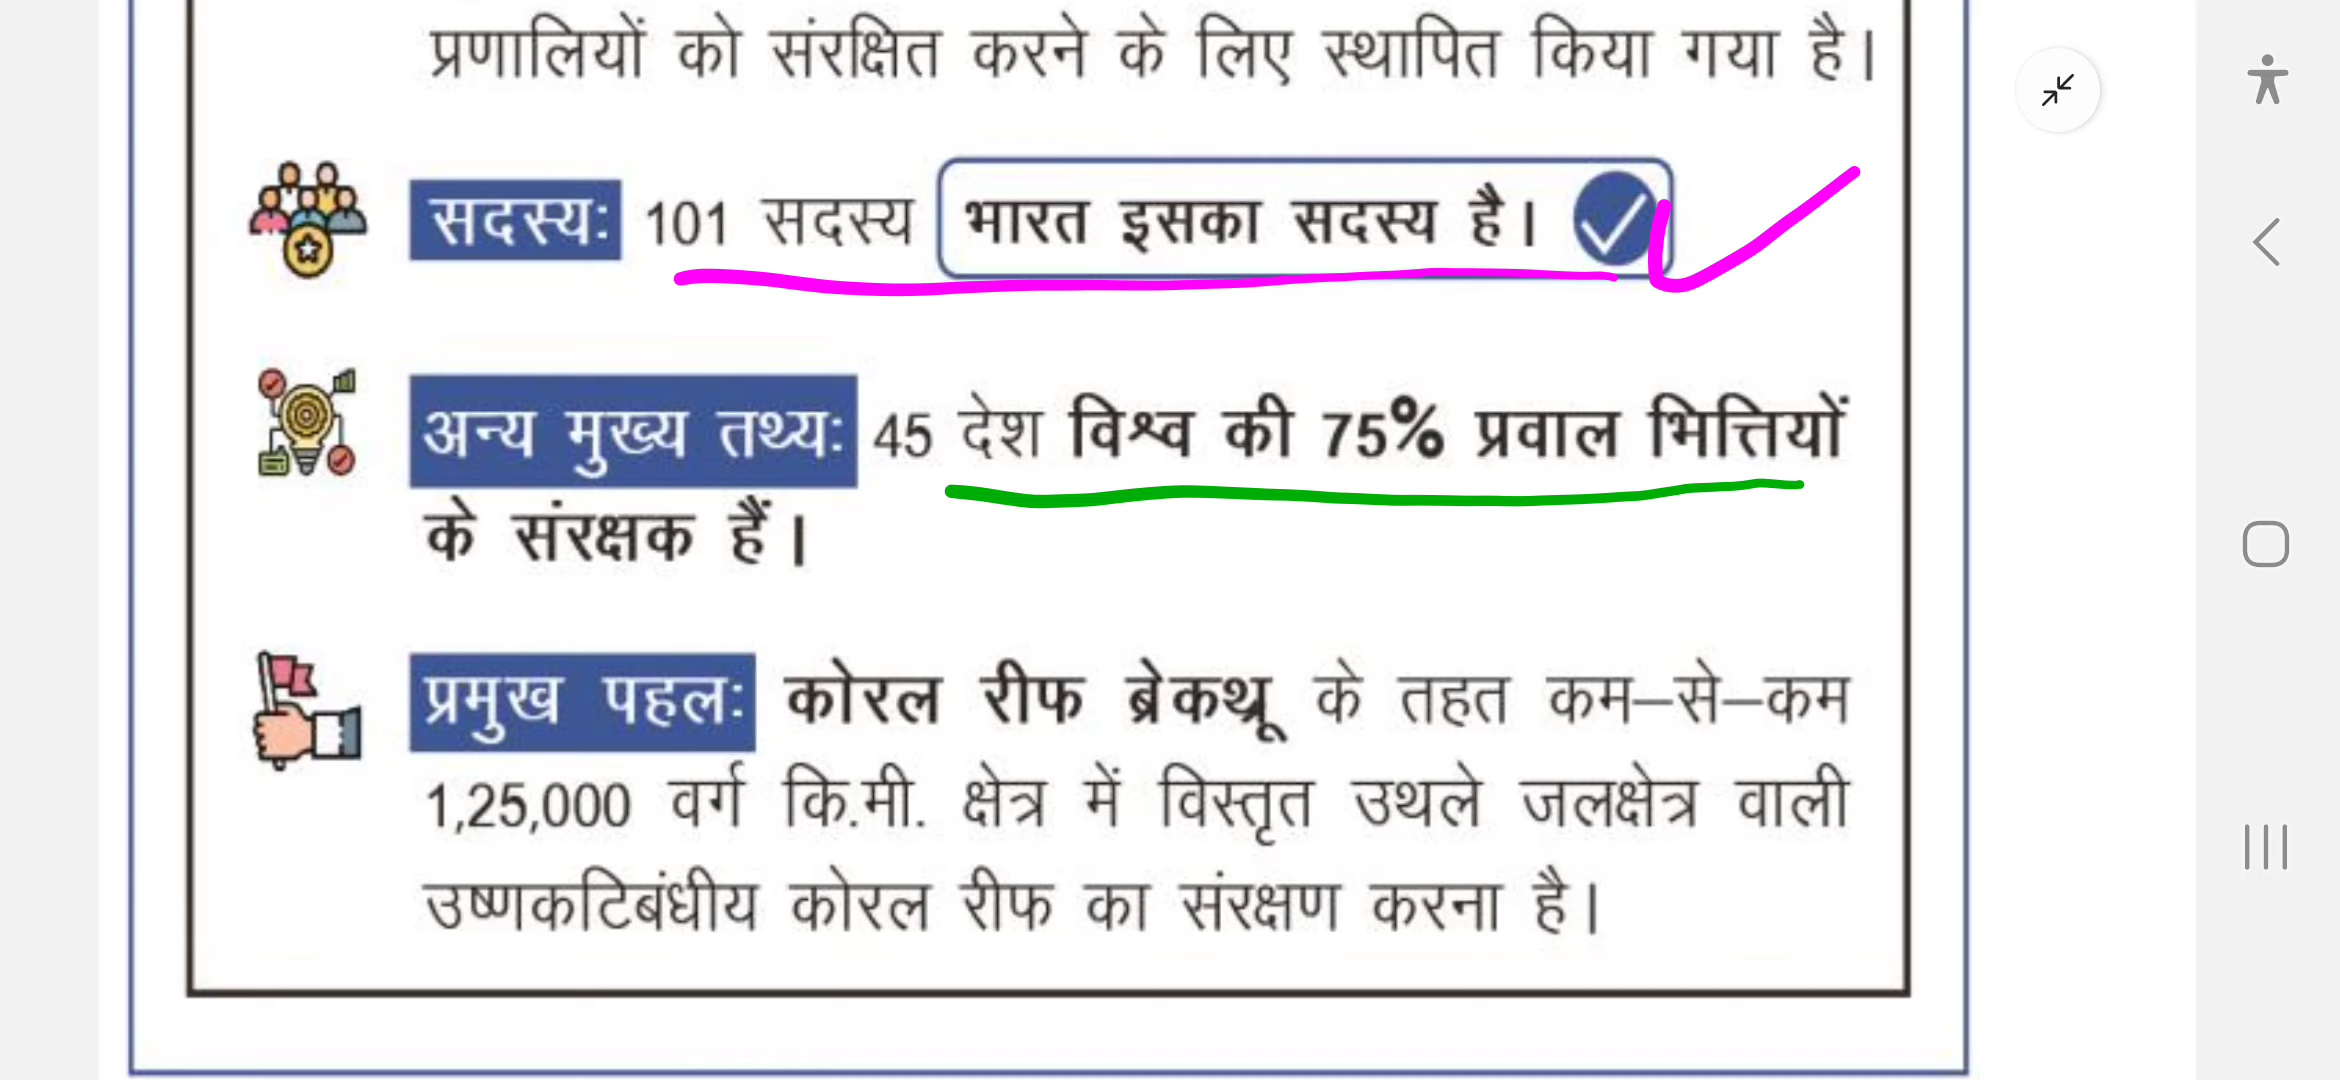 प्रणालियों को संरक्षित करने के लिए स्थापित किया गया है।
सदस्य: 101 सदस्य भारत इसका सदस्य है।
अन्य मुख्य तथ्य: 45 देश विश्व की 75% प्रवाल भित्तियों
के संरक्षक हैं।
प्रमुख पहल: कोरल रीफ ब्रेकथ्रू के तहत कम–से–कम
1,25,000 वर्ग कि.मी. क्षेत्र में विस्तृत उथले जलक्षेत्र वाली
उष्णकटिबंधीय कोरल रीफ का संरक्षण करना है।